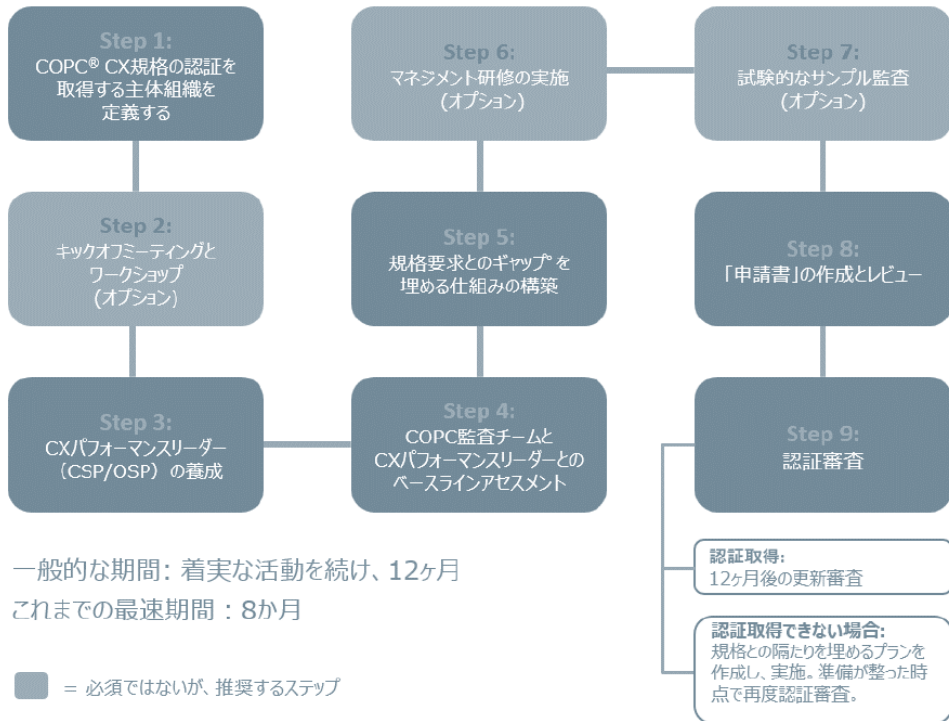 Step 1:
COPC® CX規格の認証を
取得する主体組織を
定義する
Step 2:
キックオフミーティングと
ワークショップ
(オプション)
Step 3:
CXパフォーマンスリーダー
(CSP/OSP) の養成
Step 4:
COPC監査チームと
CXパフォーマンスリーダーとの
ベースラインアセスメント
Step 5:
規格要求とのギャップを
埋める仕組みの構築
Step 6:
マネジメント研修の実施
(オプション)
Step 7:
試験的なサンプル監査
(オプション)
Step 8:
「申請書」の作成とレビュー
Step 9:
認証審査
認証取得:
12ヶ月後の更新審査
認証取得できない場合:
規格との隔たりを埋めるプランを
作成し、実施。準備が整った時
点で再度認証審査。
一般的な期間: 着実な活動を続け、12ヶ月
これまでの最速期間 : 8か月
= 必須ではないが、推奨するステップ